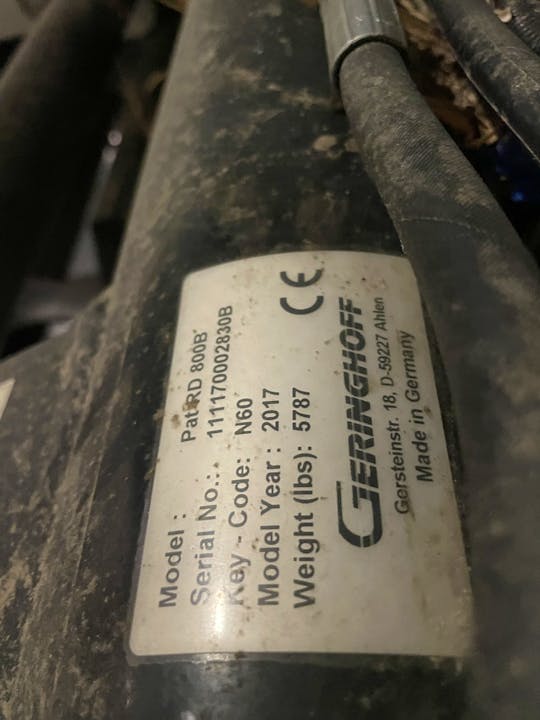 Model : Pat RD 800B
Serial No.: 111170002830B
Key - Code: N60
Model Year : 2017
Weight (lbs): 5787
CE
GERINGHOFF
Gersteinstr. 18, D-59227 Ahlen
Made in Germany